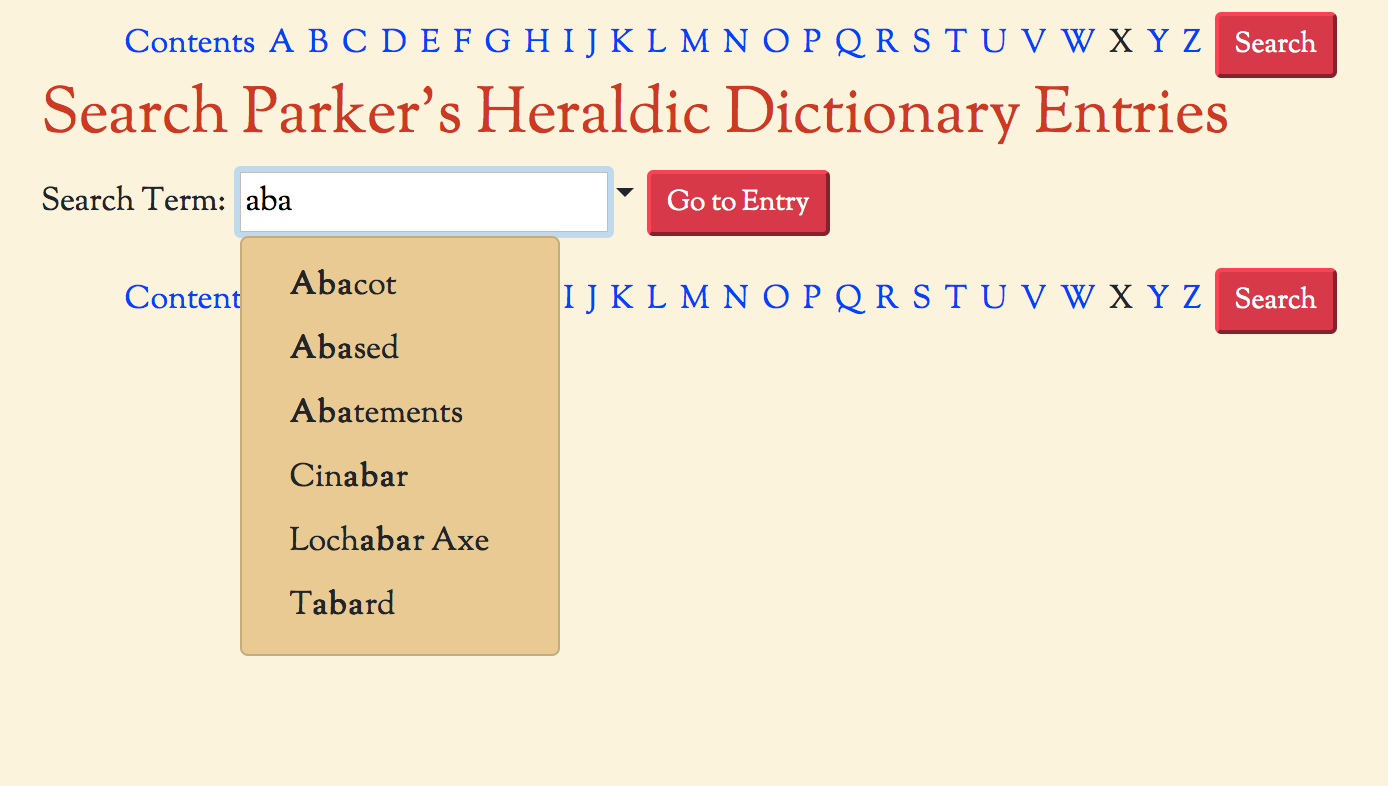 Contents A B C D E F G H I J K L M N O P Q R S T U V W X Y Z Search
Search Parker’s Heraldic Dictionary Entries
Search Term: aba Go to Entry
Abacot
Content I J K L M N O P Q R S T U V W X Y Z Search
Abased
Abatements
Cinabar
Lochabar Axe
Tabard